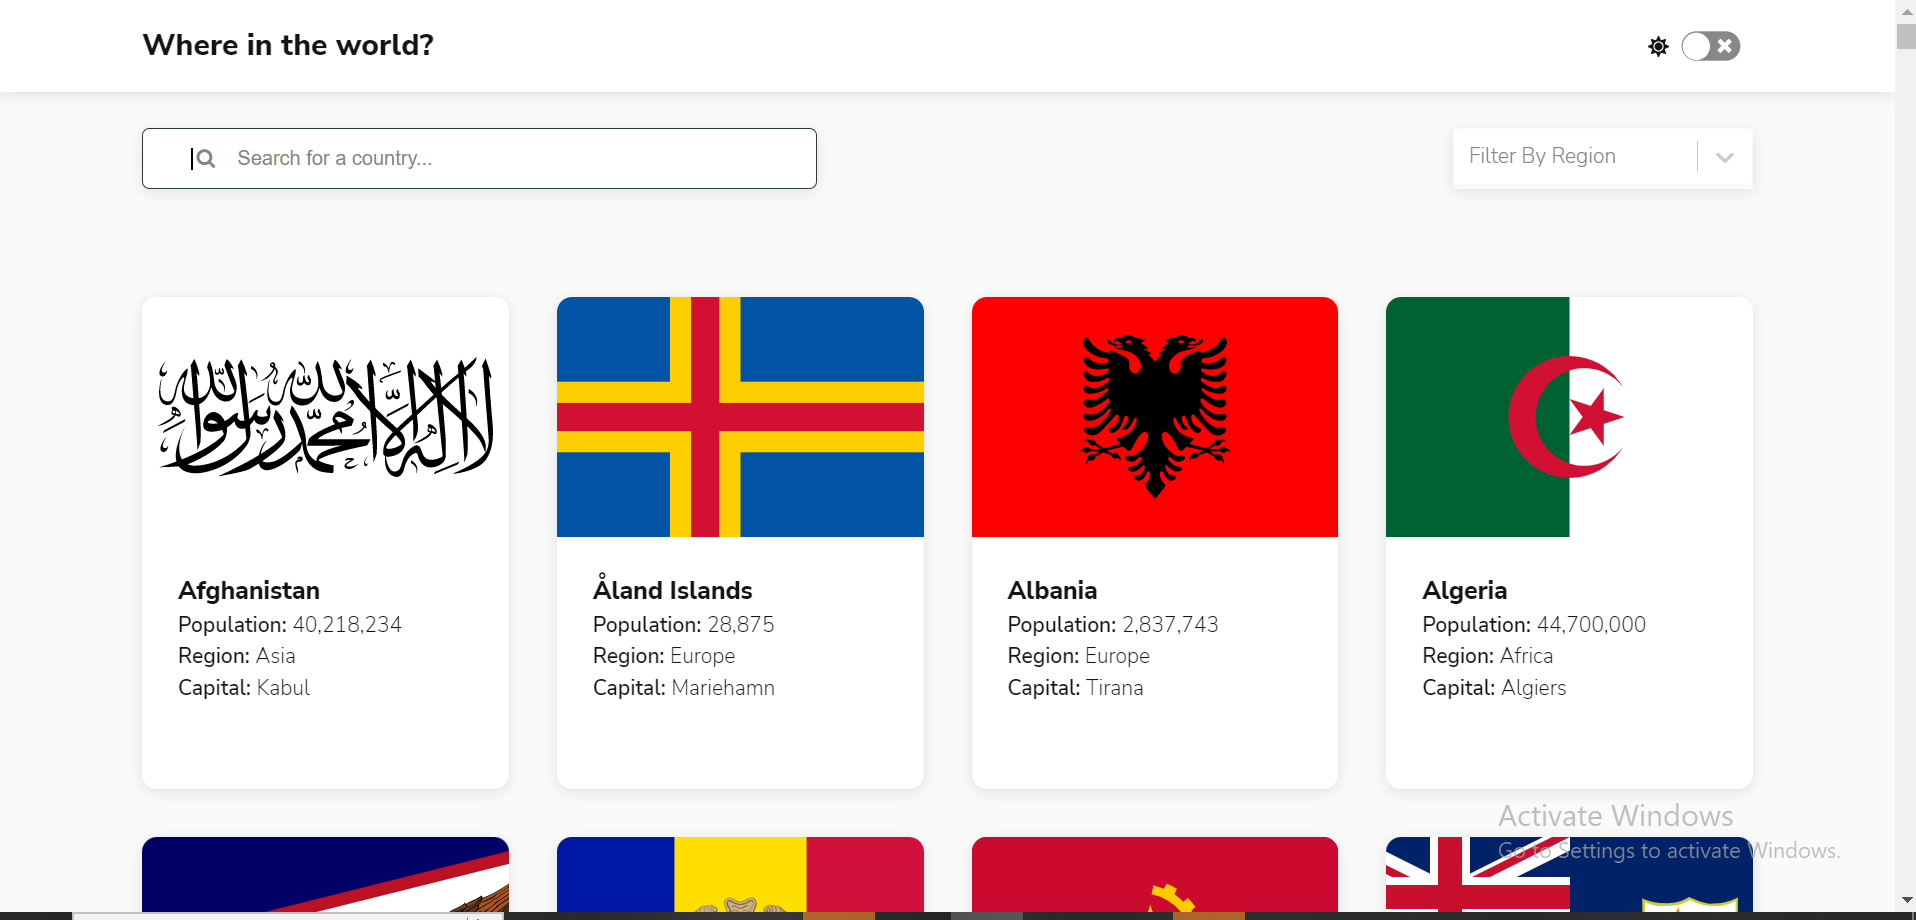 Where in the world?
Search for a country...
Filter By Region
لا إله إلا الله محمد رسول الله
Afghanistan
Population: 40,218,234
Region: Asia
Capital: Kabul
Åland Islands
Population: 28,875
Region: Europe
Capital: Mariehamn
Albania
Population: 2,837,743
Region: Europe
Capital: Tirana
Algeria
Population: 44,700,000
Region: Africa
Capital: Algiers
Activate Windows
Go to Settings to activate Windows.